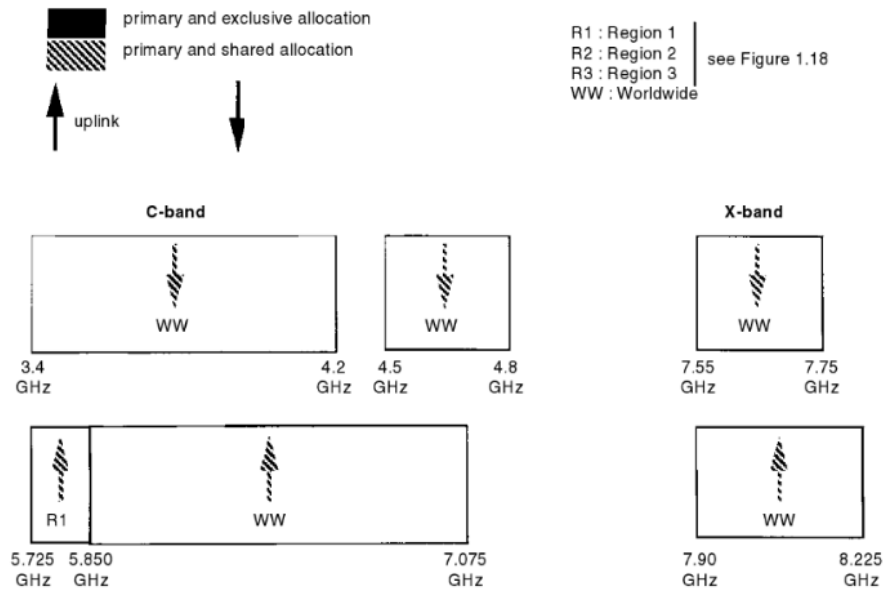 primary and exclusive allocation
primary and shared allocation
uplink
R1 : Region 1
R2 : Region 2
R3 : Region 3
WW : Worldwide
see Figure 1.18
C-band
X-band
WW
WW
WW
3.4
GHz
4.2
GHz
4.5
GHz
4.8
GHz
7.55
GHz
7.75
GHz
R1
WW
WW
5.725
GHz
5.850
GHz
7.075
GHz
7.90
GHz
8.225
GHz